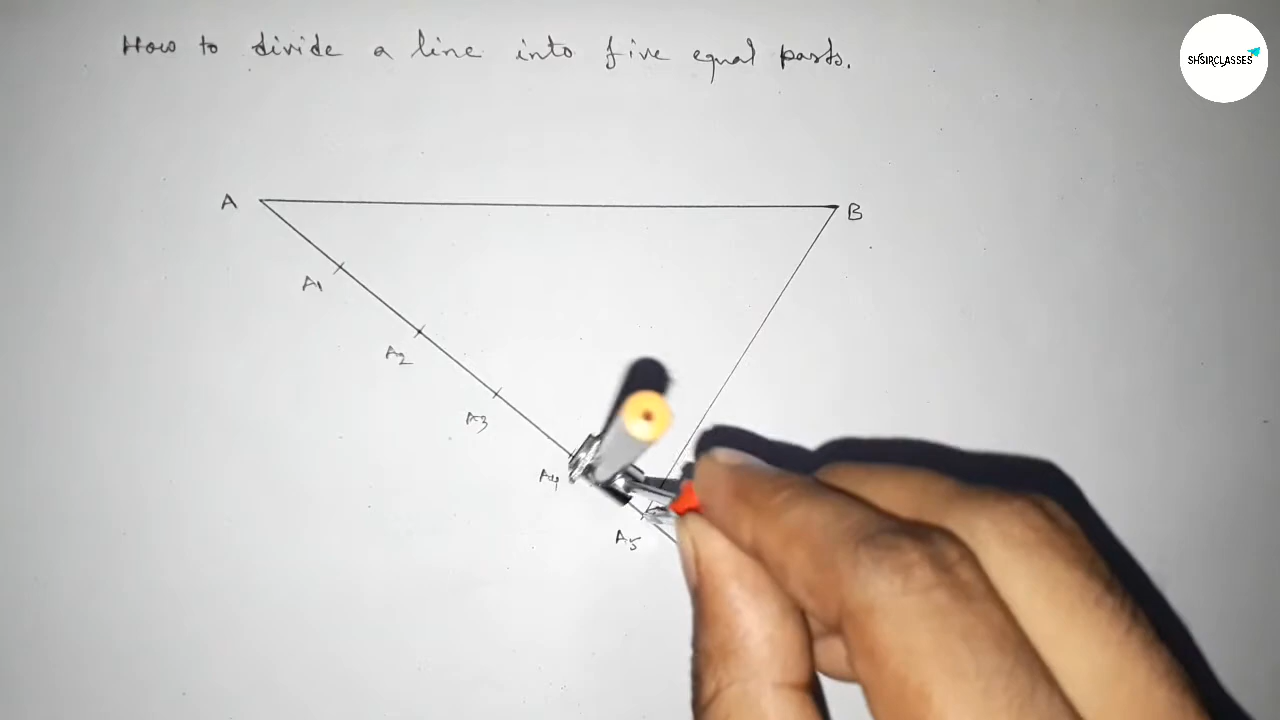 How to divide a line into five equal parts.
SHSIRCLASSES
A
B
A1
A2
A3
A4
A5